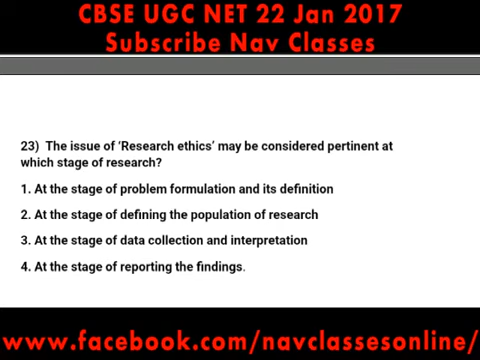 CBSE UGC NET 22 Jan 2017
Subscribe Nav Classes
23) The issue of ‘Research ethics’ may be considered pertinent at
which stage of research?
1. At the stage of problem formulation and its definition
2. At the stage of defining the population of research
3. At the stage of data collection and interpretation
4. At the stage of reporting the findings.
www.facebook.com/navclassesonline/